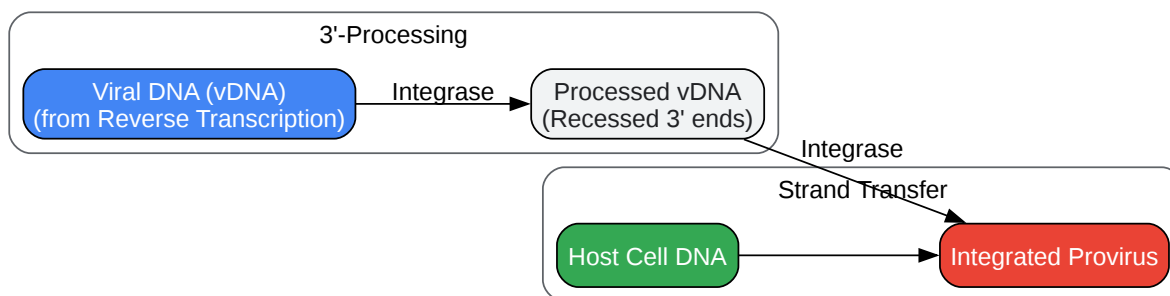 3'-Processing
Viral DNA (vDNA)
(from Reverse Transcription)
Integrase
Processed vDNA
(Recessed 3' ends)
Integrase
Strand Transfer
Host Cell DNA
Integrated Provirus